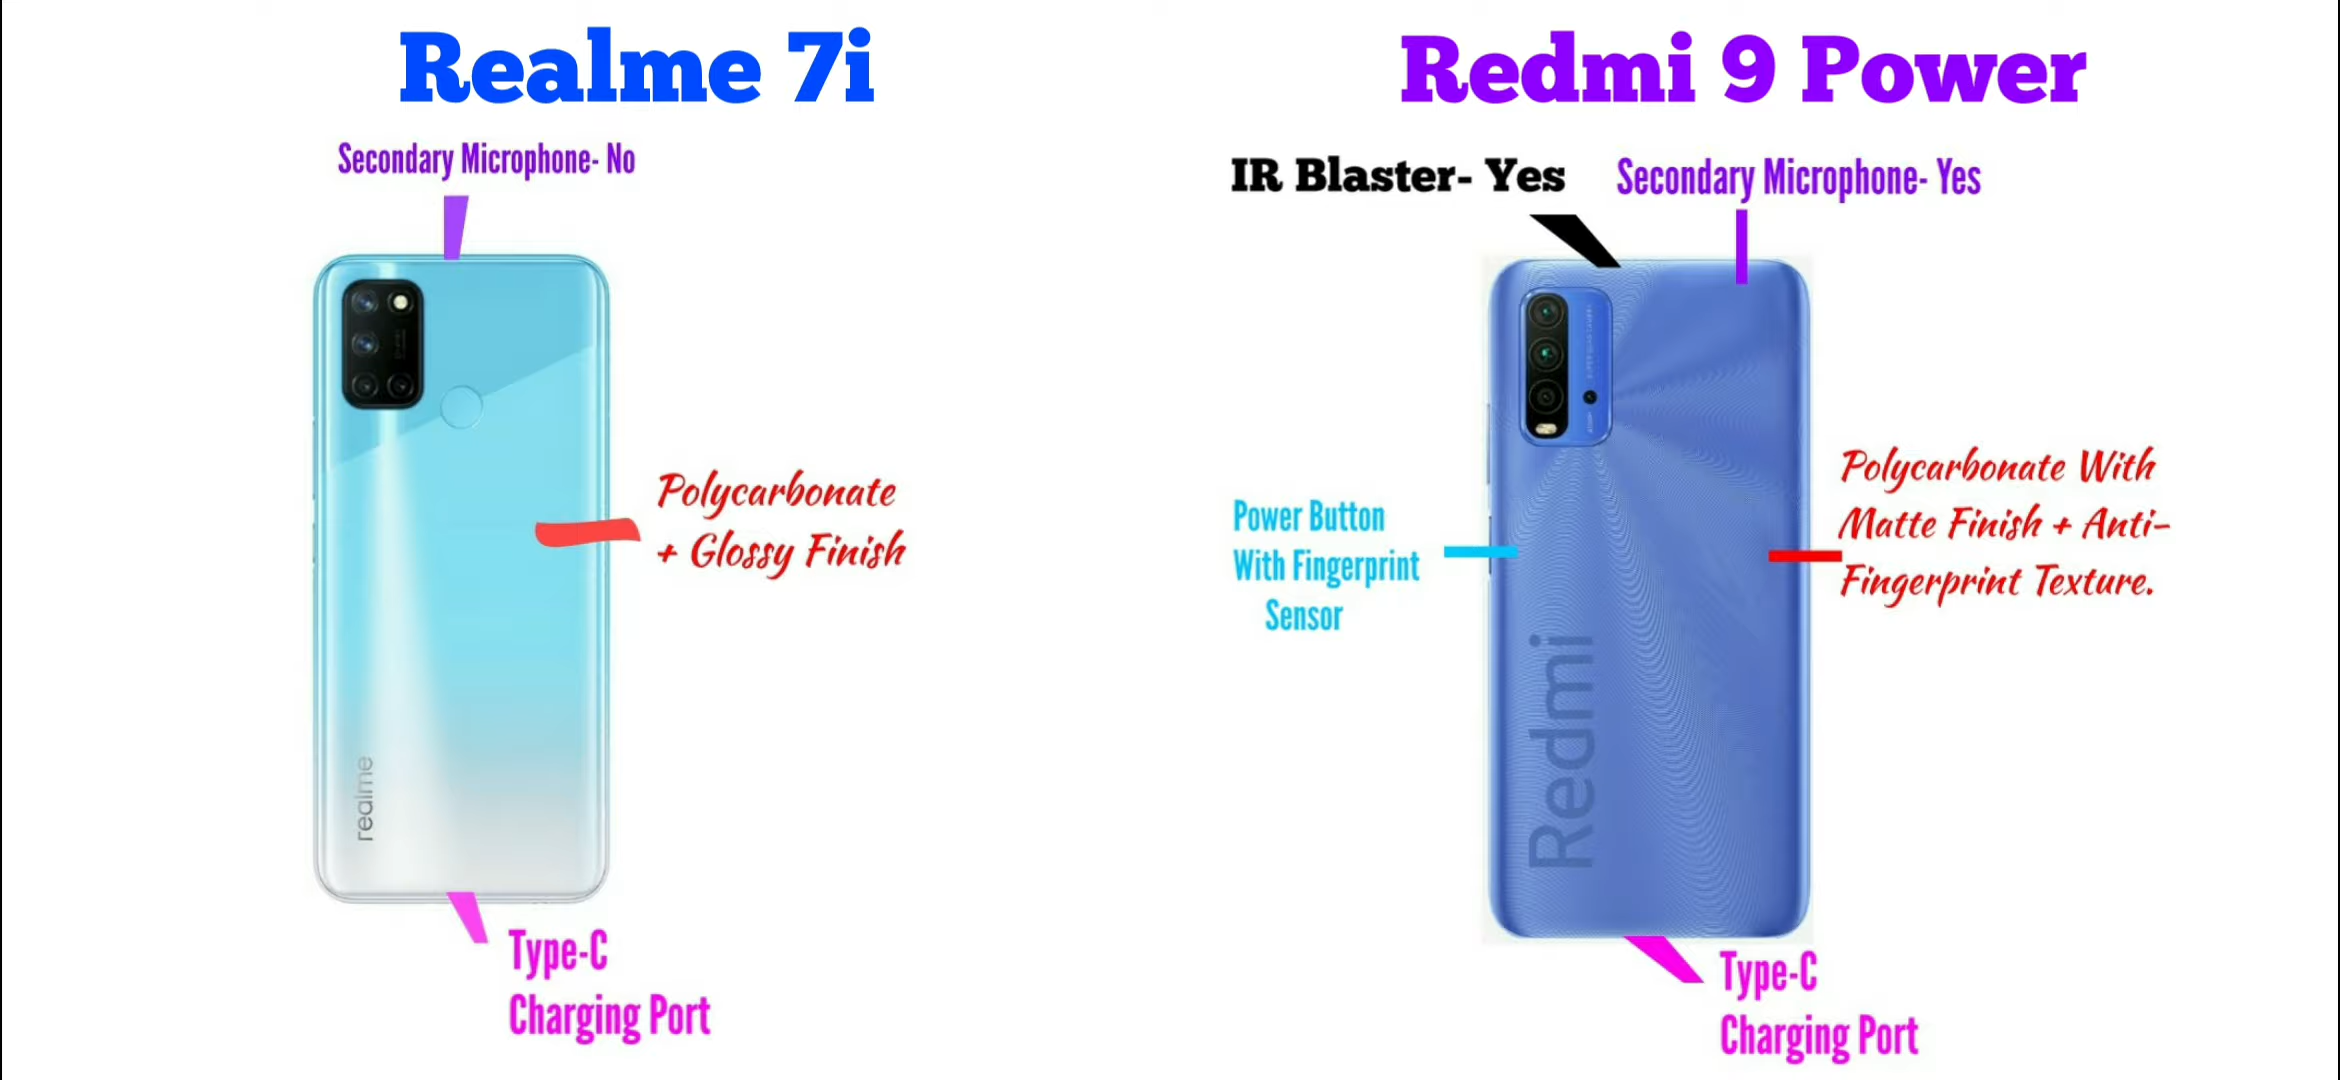 Realme 7i
Secondary Microphone- No
Polycarbonate
+ Glossy Finish
realme
Type-C
Charging Port
Redmi 9 Power
IR Blaster- Yes
Secondary Microphone- Yes
Power Button
With Fingerprint
Sensor
Polycarbonate With
Matte Finish + Anti-
Fingerprint Texture.
Redmi
Type-C
Charging Port